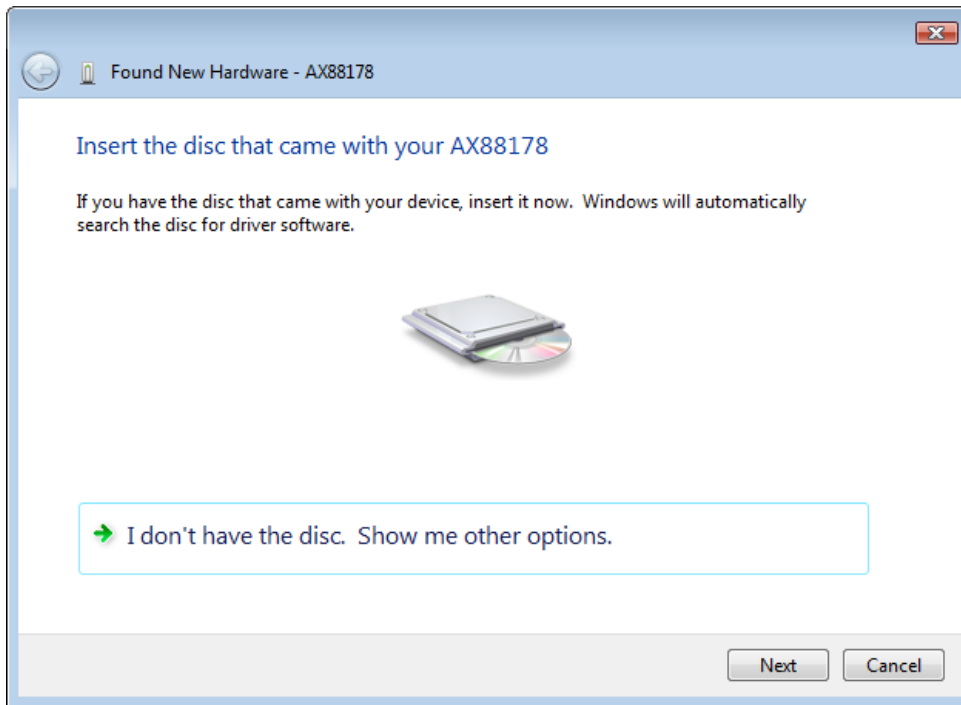 Found New Hardware - AX88178
Insert the disc that came with your AX88178
If you have the disc that came with your device, insert it now.  Windows will automatically
search the disc for driver software.
I don't have the disc.  Show me other options.
Next Cancel